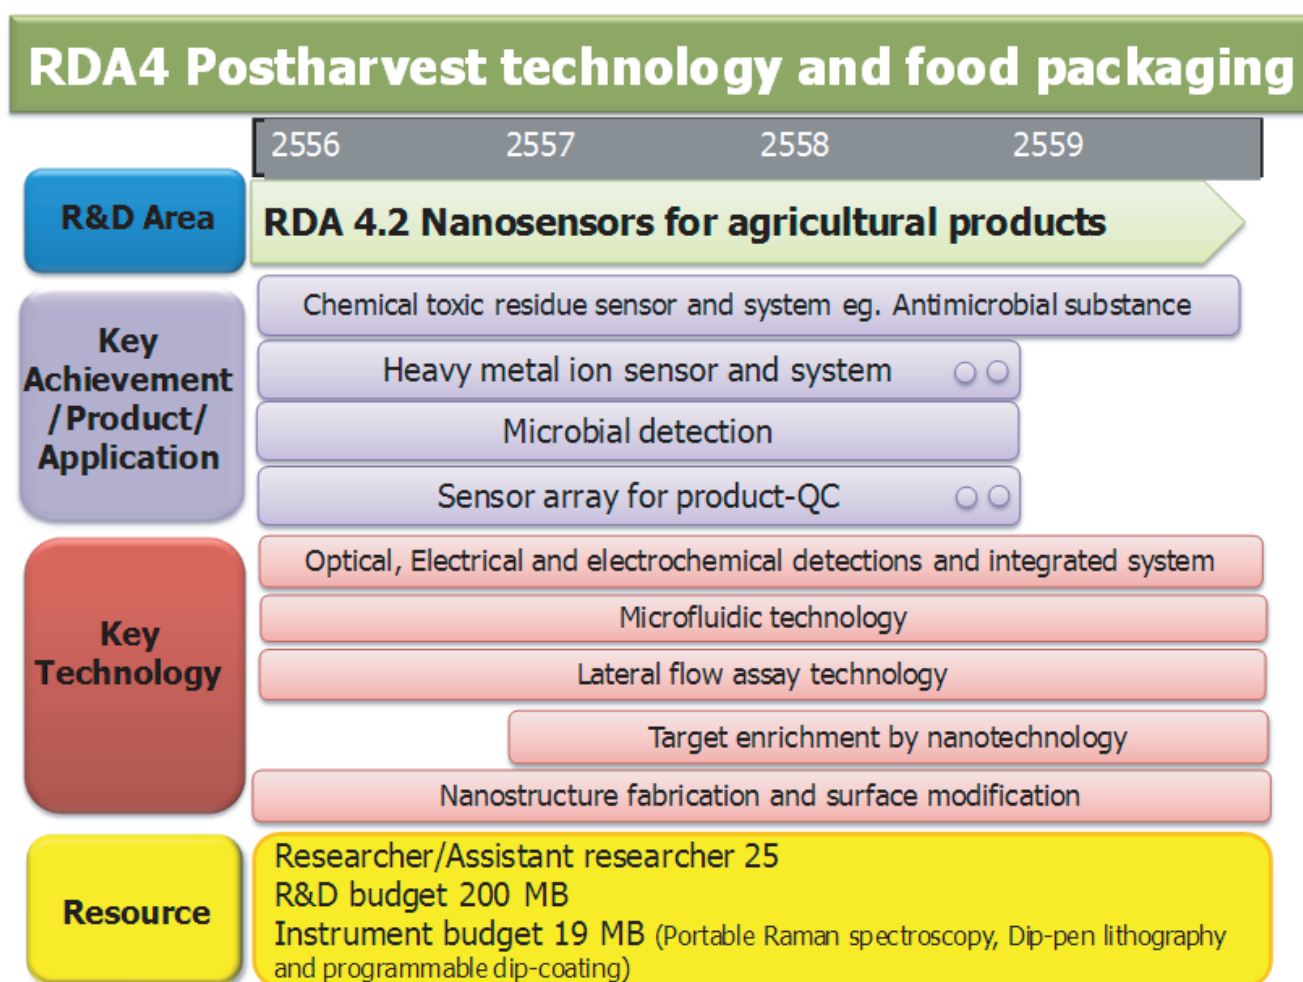 RDA4 Postharvest technology and food packaging
2556 2557 2558 2559
R&D Area
RDA 4.2 Nanosensors for agricultural products
Key
Achievement
/Product/
Application
Chemical toxic residue sensor and system eg. Antimicrobial substance
Heavy metal ion sensor and system
Microbial detection
Sensor array for product-QC
Key
Technology
Optical, Electrical and electrochemical detections and integrated system
Microfluidic technology
Lateral flow assay technology
Target enrichment by nanotechnology
Nanostructure fabrication and surface modification
Resource
Researcher/Assistant researcher 25
R&D budget 200 MB
Instrument budget 19 MB (Portable Raman spectroscopy, Dip-pen lithography
and programmable dip-coating)